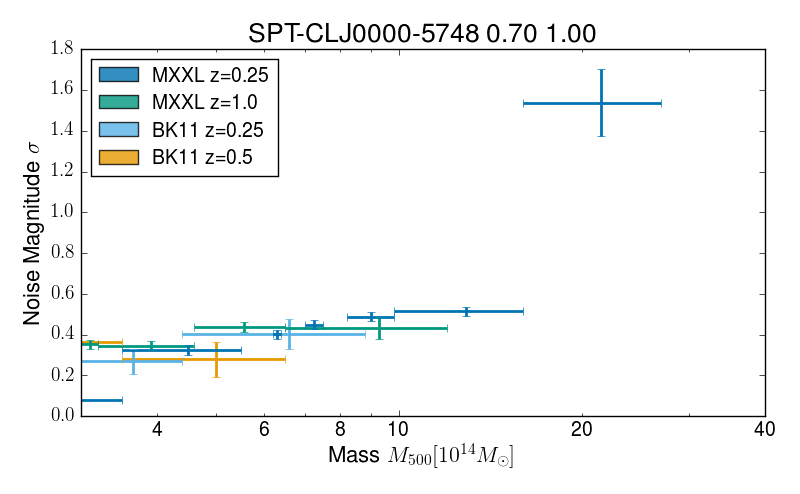 SPT-CLJ0000-5748 0.70 1.00
1.8
1.6
1.4
1.2
1.0
0.8
0.6
0.4
0.2
0.0
Noise Magnitude σ
MXXL z=0.25
MXXL z=1.0
BK11 z=0.25
BK11 z=0.5
4 6 8 10 20 40
Mass M₅₀₀[10¹⁴M☉]